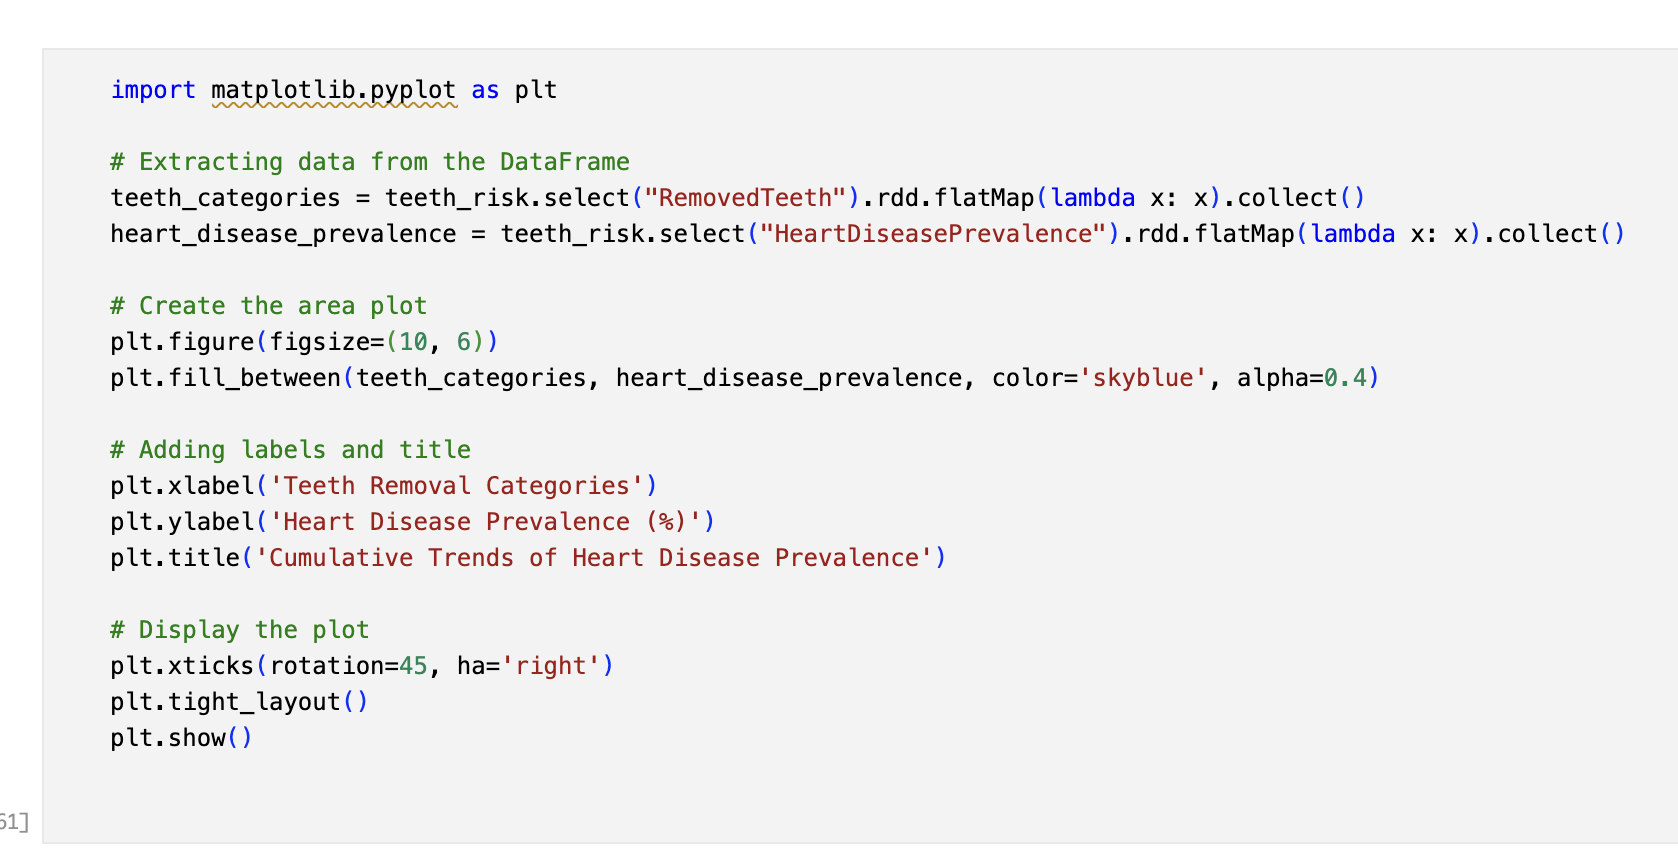 import matplotlib.pyplot as plt
# Extracting data from the DataFrame
teeth_categories = teeth_risk.select("RemovedTeeth").rdd.flatMap(lambda x: x).collect()
heart_disease_prevalence = teeth_risk.select("HeartDiseasePrevalence").rdd.flatMap(lambda x: x).collect()
# Create the area plot
plt.figure(figsize=(10, 6))
plt.fill_between(teeth_categories, heart_disease_prevalence, color='skyblue', alpha=0.4)
# Adding labels and title
plt.xlabel('Teeth Removal Categories')
plt.ylabel('Heart Disease Prevalence (%)')
plt.title('Cumulative Trends of Heart Disease Prevalence')
# Display the plot
plt.xticks(rotation=45, ha='right')
plt.tight_layout()
plt.show()
61]